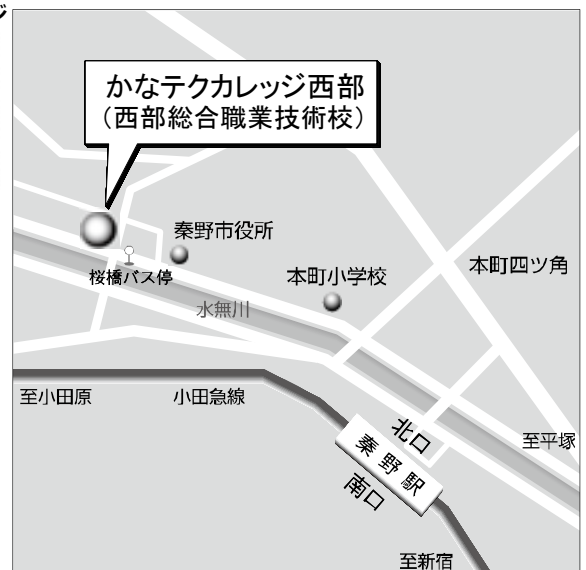 ジ
かなテクカレッジ西部
（西部総合職業技術校）
秦野市役所
桜橋バス停
本町小学校
本町四ツ角
水無川
至小田原
小田急線
北口
秦野駅
南口
至平塚
至新宿